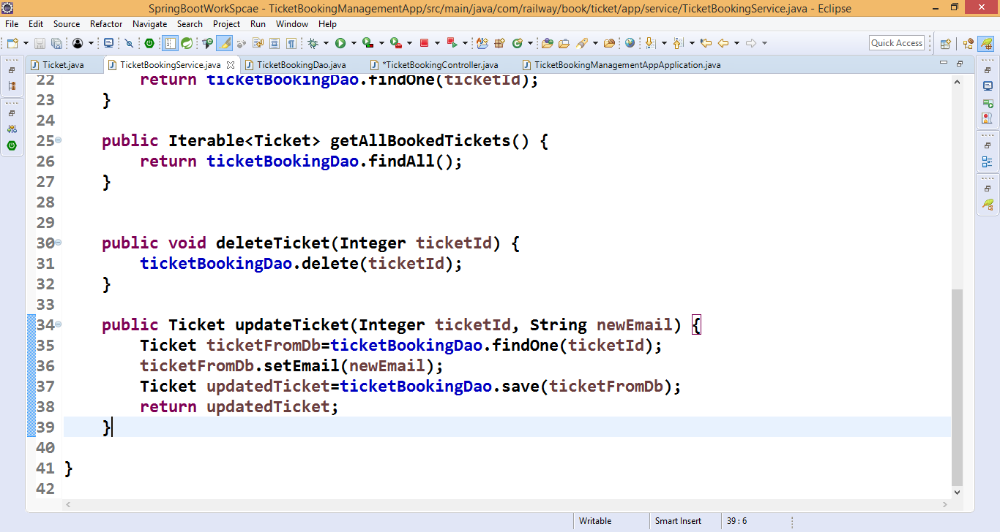 SpringBootWorkSpcae - TicketBookingManagementApp/src/main/java/com/railway/book/ticket/app/service/TicketBookingService.java - Eclipse
File Edit Source Refactor Navigate Search Project Run Window Help
Quick Access
Ticket.java TicketBookingService.java TicketBookingDao.java *TicketBookingController.java TicketBookingManagementAppApplication.java
22 return ticketBookingDao.findOne(ticketId);
23 }
24
25 public Iterable<Ticket> getAllBookedTickets() {
26 return ticketBookingDao.findAll();
27 }
28
29
30 public void deleteTicket(Integer ticketId) {
31 ticketBookingDao.delete(ticketId);
32 }
33
34 public Ticket updateTicket(Integer ticketId, String newEmail) {
35 Ticket ticketFromDb=ticketBookingDao.findOne(ticketId);
36 ticketFromDb.setEmail(newEmail);
37 Ticket updatedTicket=ticketBookingDao.save(ticketFromDb);
38 return updatedTicket;
39 }
40
41 }
42
Writable Smart Insert 39 : 6